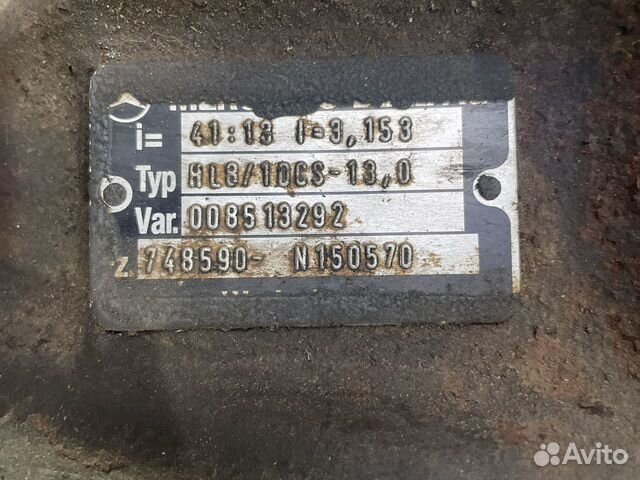 i= 41:13 I=3,153
Typ HL8/1DCS-13,0
Var. 008513292
z. 748590- N150570
Avito